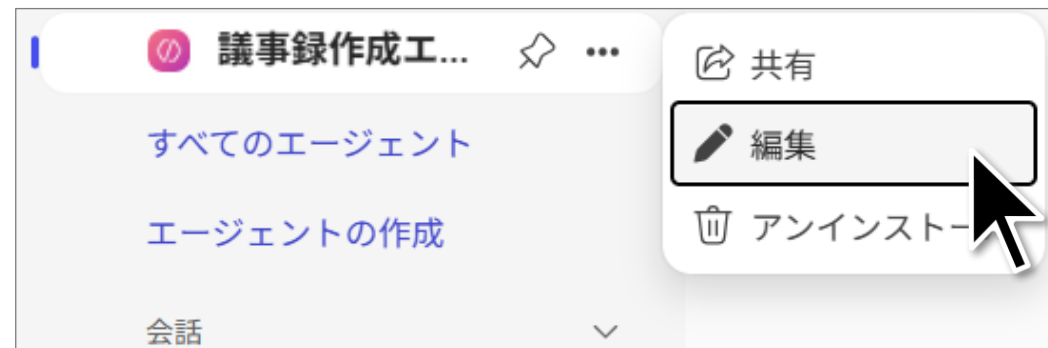 議事録作成エ...
共有
編集
アンインストー
すべてのエージェント
エージェントの作成
会話